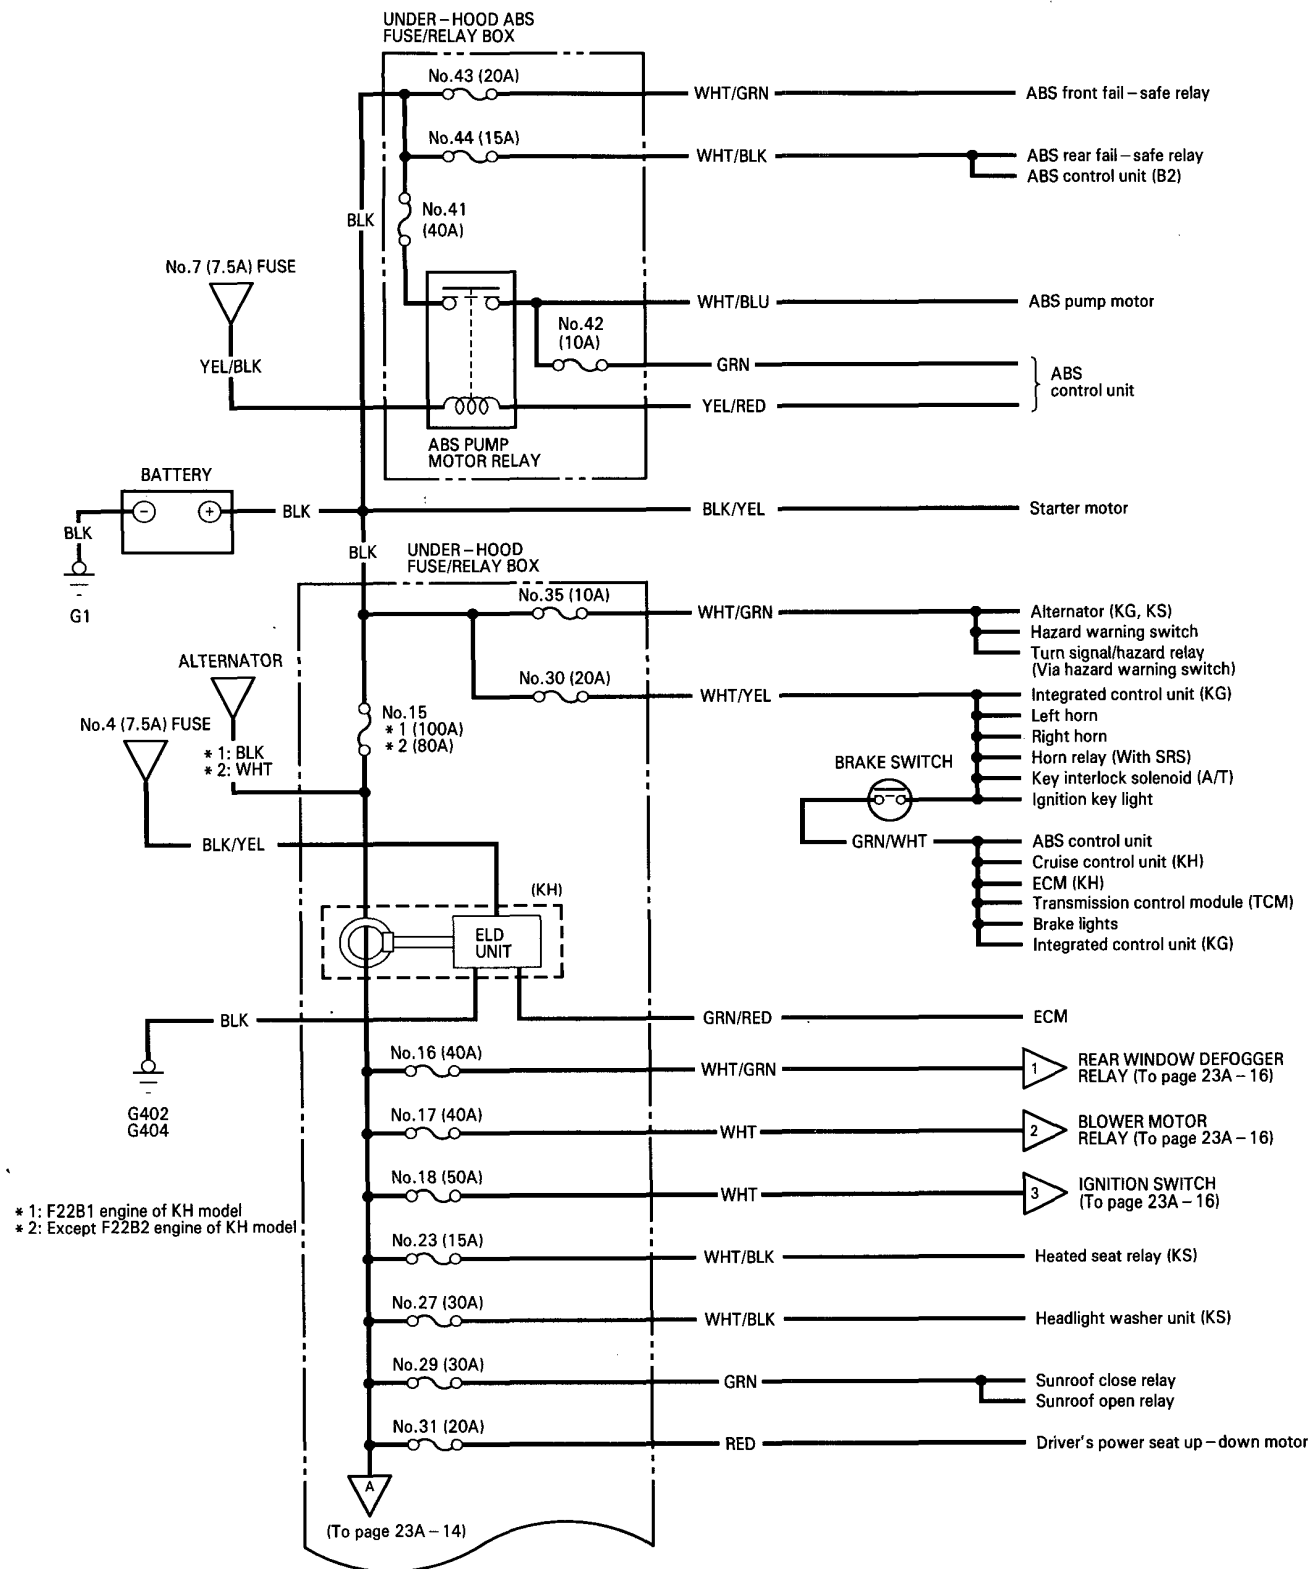 UNDER-HOOD ABS
FUSE/RELAY BOX
No.43 (20A)
WHT/GRN
ABS front fail-safe relay
No.44 (15A)
WHT/BLK
ABS rear fail-safe relay
ABS control unit (B2)
No.41
(40A)
BLK
No.7 (7.5A) FUSE
YEL/BLK
WHT/BLU
ABS pump motor
No.42
(10A)
GRN
YEL/RED
ABS
control unit
ABS PUMP
MOTOR RELAY
BATTERY
- +
BLK
BLK
G1
BLK/YEL
Starter motor
BLK
UNDER-HOOD
FUSE/RELAY BOX
No.35 (10A)
WHT/GRN
Alternator (KG, KS)
Hazard warning switch
Turn signal/hazard relay
(Via hazard warning switch)
No.30 (20A)
WHT/YEL
Integrated control unit (KG)
Left horn
Right horn
Horn relay (With SRS)
Key interlock solenoid (A/T)
Ignition key light
ALTERNATOR
No.4 (7.5A) FUSE
* 1: BLK
* 2: WHT
No.15
* 1 (100A)
* 2 (80A)
BRAKE SWITCH
GRN/WHT
ABS control unit
Cruise control unit (KH)
ECM (KH)
Transmission control module (TCM)
Brake lights
Integrated control unit (KG)
BLK/YEL
(KH)
ELD
UNIT
BLK
G402
G404
GRN/RED
ECM
No.16 (40A)
WHT/GRN
1
REAR WINDOW DEFOGGER
RELAY (To page 23A-16)
No.17 (40A)
WHT
2
BLOWER MOTOR
RELAY (To page 23A-16)
No.18 (50A)
WHT
3
IGNITION SWITCH
(To page 23A-16)
* 1: F22B1 engine of KH model
* 2: Except F22B2 engine of KH model
No.23 (15A)
WHT/BLK
Heated seat relay (KS)
No.27 (30A)
WHT/BLK
Headlight washer unit (KS)
No.29 (30A)
GRN
Sunroof close relay
Sunroof open relay
No.31 (20A)
RED
Driver's power seat up-down motor
A
(To page 23A-14)